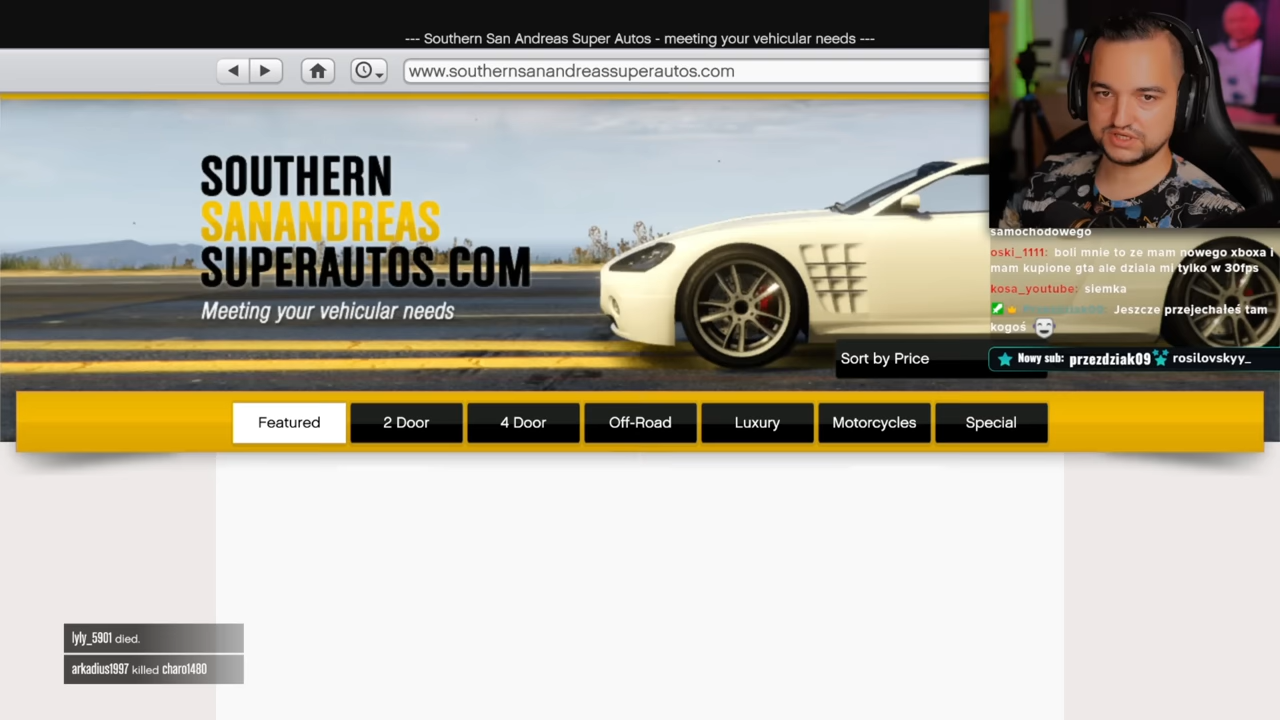 --- Southern San Andreas Super Autos - meeting your vehicular needs ---
www.southernsanandreassuperautos.com
SOUTHERN
SANANDREAS
SUPERAUTOS.COM
Meeting your vehicular needs
samochodowego
oski_1111: boli mnie to ze mam nowego xboxa i
mam kupione gta ale dziala mi tylko w 30fps
kosa_youtube: siemka
Jeszcze przejechałeś tam
kogoś
Nowy sub: przezdziak09 rosilovskyy_
Sort by Price
Featured
2 Door
4 Door
Off-Road
Luxury
Motorcycles
Special
lyly_5901 died.
arkadius1997 killed charo1480